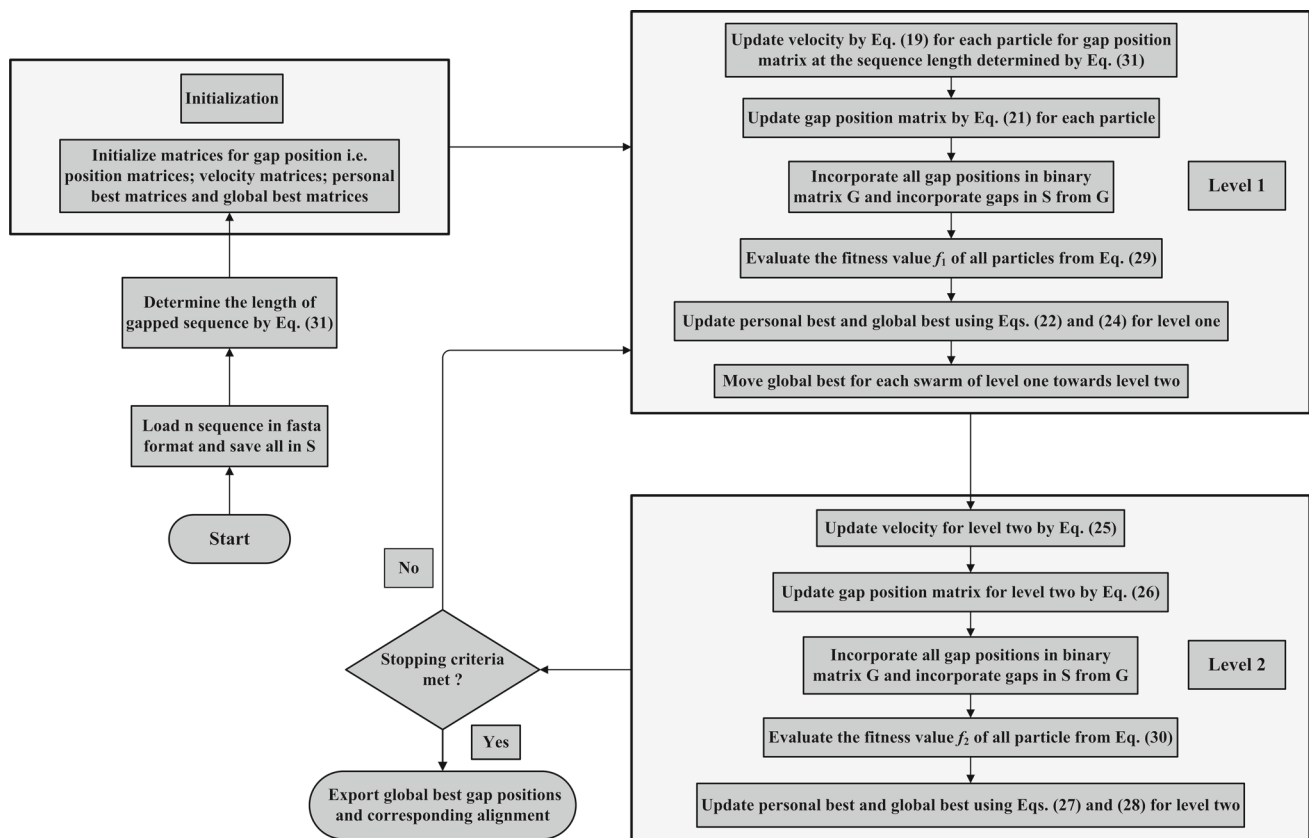 Initialization
Initialize matrices for gap position i.e.
position matrices; velocity matrices; personal
best matrices and global best matrices
Determine the length of
gapped sequence by Eq. (31)
Load n sequence in fasta
format and save all in S
Start
Update velocity by Eq. (19) for each particle for gap position
matrix at the sequence length determined by Eq. (31)
Update gap position matrix by Eq. (21) for each particle
Incorporate all gap positions in binary
matrix G and incorporate gaps in S from G
Level 1
Evaluate the fitness value f₁ of all particles from Eq. (29)
Update personal best and global best using Eqs. (22) and (24) for level one
Move global best for each swarm of level one towards level two
Update velocity for level two by Eq. (25)
Update gap position matrix for level two by Eq. (26)
Incorporate all gap positions in binary
matrix G and incorporate gaps in S from G
Level 2
Evaluate the fitness value f₂ of all particle from Eq. (30)
Update personal best and global best using Eqs. (27) and (28) for level two
No
Stopping criteria
met ?
Yes
Export global best gap positions
and corresponding alignment